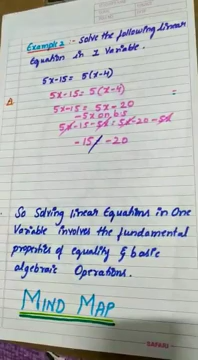 Example 2 :- Solve the following linear
Equation in 1 Variable.
5x-15 = 5(x-4)
5x-15 = 5(x-4)
5x-15 = 5x-20
-5x on b.s
5x-15-5x = 5x-20-5x
-15 ≠ -20
So Solving linear Equations in One
Variable involves the fundamental
properties of equality & basic
algebraic Operations.
MIND MAP